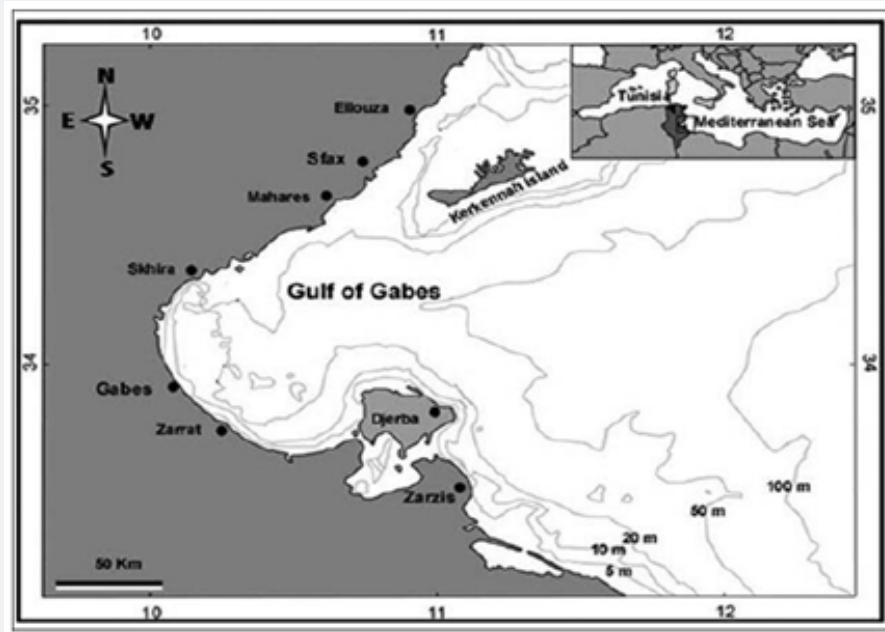 10 11 12
N
E W
S
35
35
Tunisia
Mediterranean Sea
Ellouza
Sfax
Mahares
Kerkennah Island
Skhira
Gulf of Gabes
34
34
Gabes
Djerba
Zarrat
Zarzis
100 m
50 m
20 m
10 m
5 m
50 Km
10 11 12